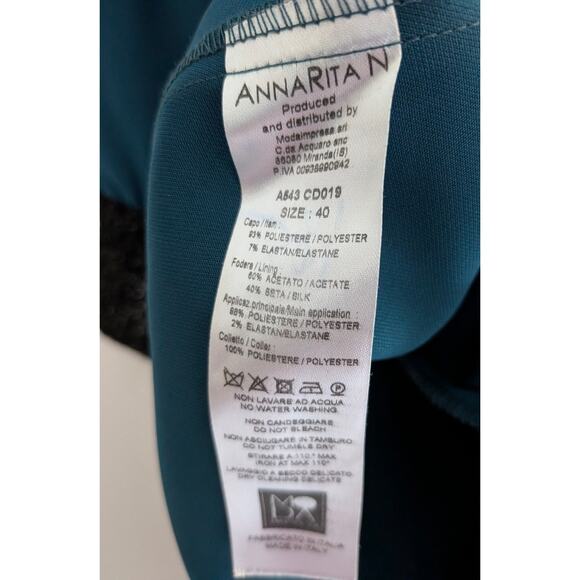 ANNARITA N
Produced
and distributed by
Modaimpresa srl
C.da Acquaro snc
86080 Miranda(IS)
P.IVA 00938990942
A543 CD019
SIZE : 40
Capo / Item :
93% POLIESTERE / POLYESTER
7% ELASTAN/ELASTANE
Fodera / Lining :
60% ACETATO / ACETATE
40% SETA / SILK
Applicaz.principale/Main application :
98% POLIESTERE / POLYESTER
2% ELASTAN/ELASTANE
Colletto / Collar :
100% POLIESTERE / POLYESTER
NON LAVARE AD ACQUA
NO WATER WASHING
NON CANDEGGIARE
DO NOT BLEACH
NON ASCIUGARE IN TAMBURO
DO NOT TUMBLE DRY
STIRARE A 110° MAX
IRON AT MAX 110°
LAVAGGIO A SECCO DELICATO
DRY CLEANING DELICATE
FABBRICATO IN ITALIA
MADE IN ITALY